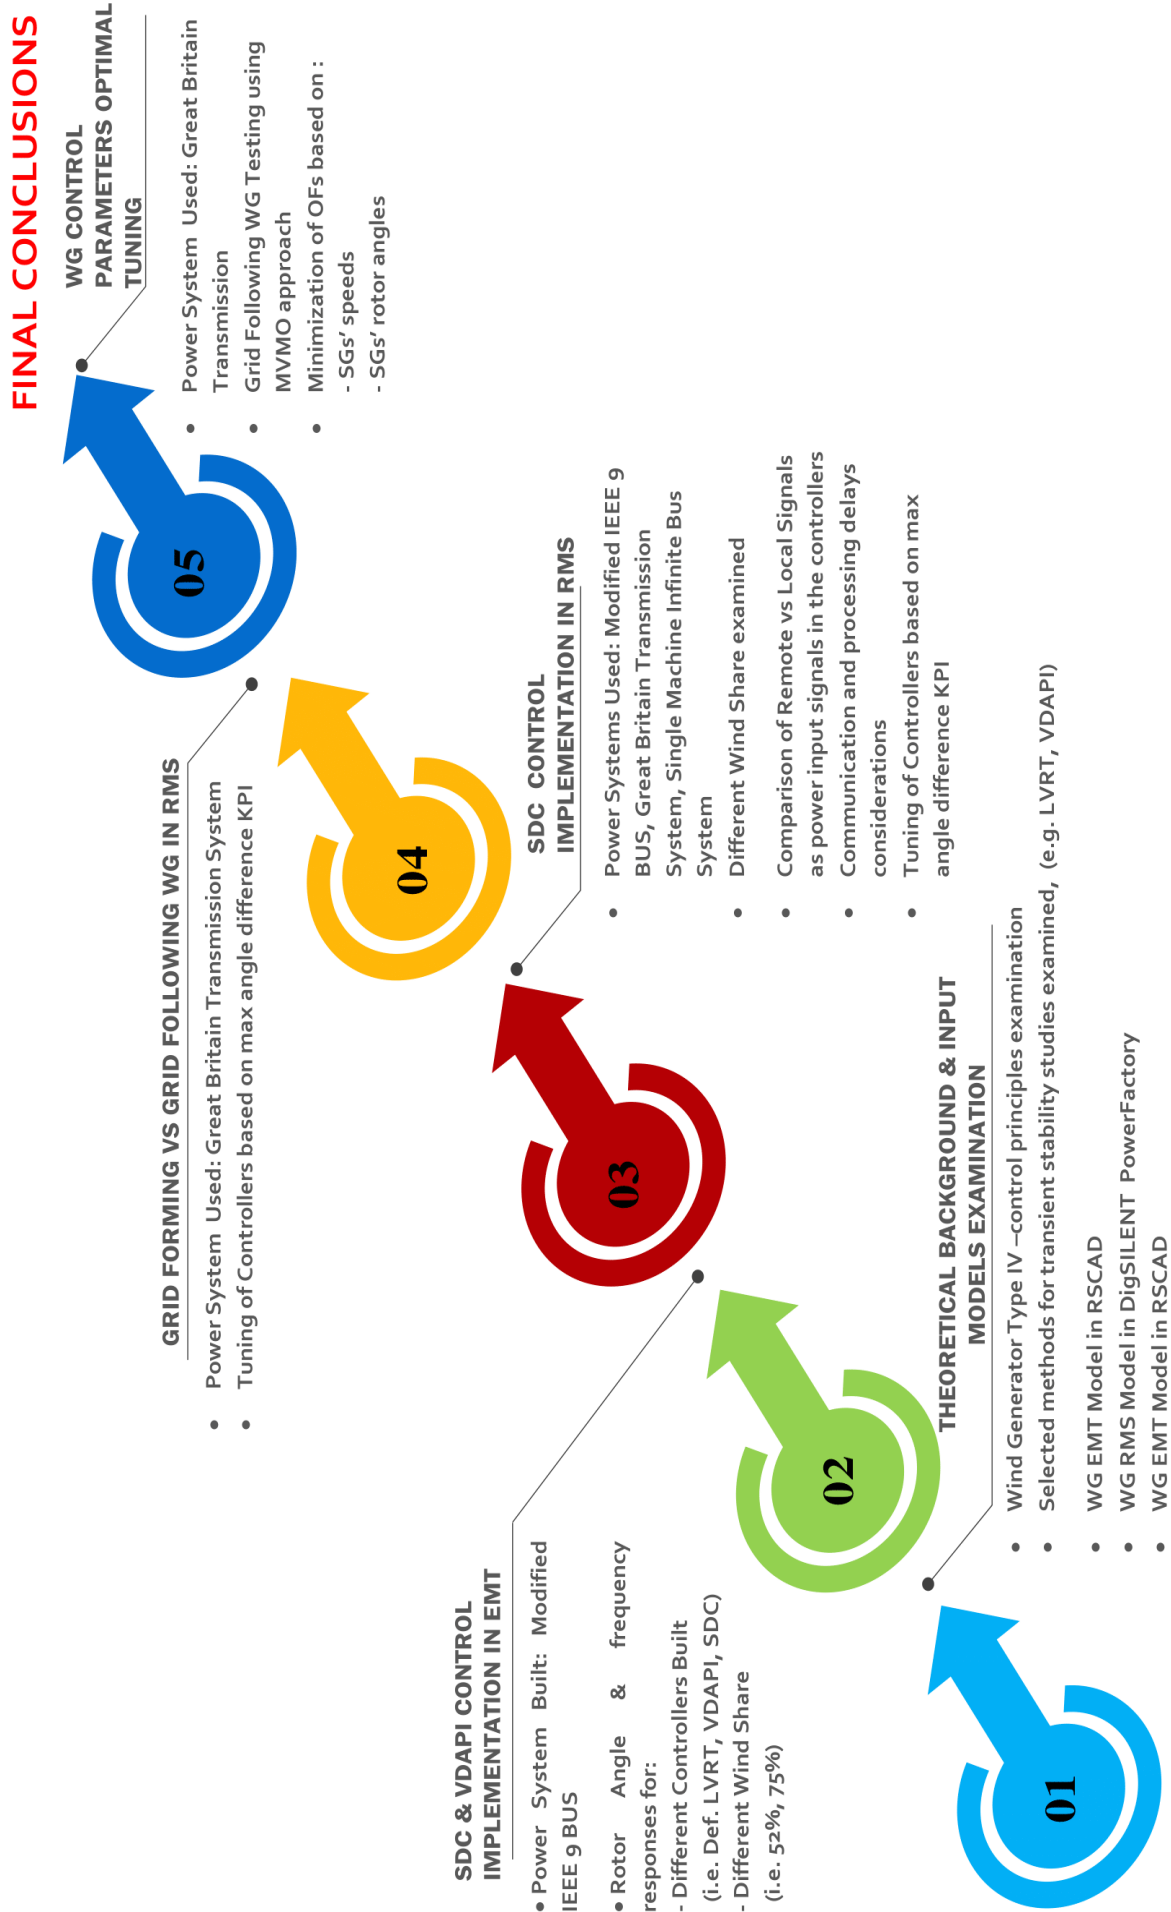 FINAL CONCLUSIONS
01
THEORETICAL BACKGROUND & INPUT
MODELS EXAMINATION
• Wind Generator Type IV –control principles examination
• Selected methods for transient stability studies examined, (e.g. LVRT, VDAPI)
• WG EMT Model in RSCAD
• WG RMS Model in DigSILENT PowerFactory
• WG EMT Model in RSCAD
02
SDC & VDAPI CONTROL
IMPLEMENTATION IN EMT
• Power System Built: Modified
IEEE 9 BUS
• Rotor Angle & frequency
responses for:
- Different Controllers Built
(i.e. Def. LVRT, VDAPI, SDC)
- Different Wind Share
(i.e. 52%, 75%)
03
SDC CONTROL
IMPLEMENTATION IN RMS
• Power Systems Used: Modified IEEE 9
BUS, Great Britain Transmission
System, Single Machine Infinite Bus
System
• Different Wind Share examined
• Comparison of Remote vs Local Signals
as power input signals in the controllers
• Communication and processing delays
considerations
• Tuning of Controllers based on max
angle difference KPI
04
GRID FORMING VS GRID FOLLOWING WG IN RMS
• Power System Used: Great Britain Transmission System
• Tuning of Controllers based on max angle difference KPI
05
WG CONTROL
PARAMETERS OPTIMAL
TUNING
• Power System Used: Great Britain
Transmission
• Grid Following WG Testing using
MVMO approach
• Minimization of OFs based on :
- SGs' speeds
- SGs' rotor angles